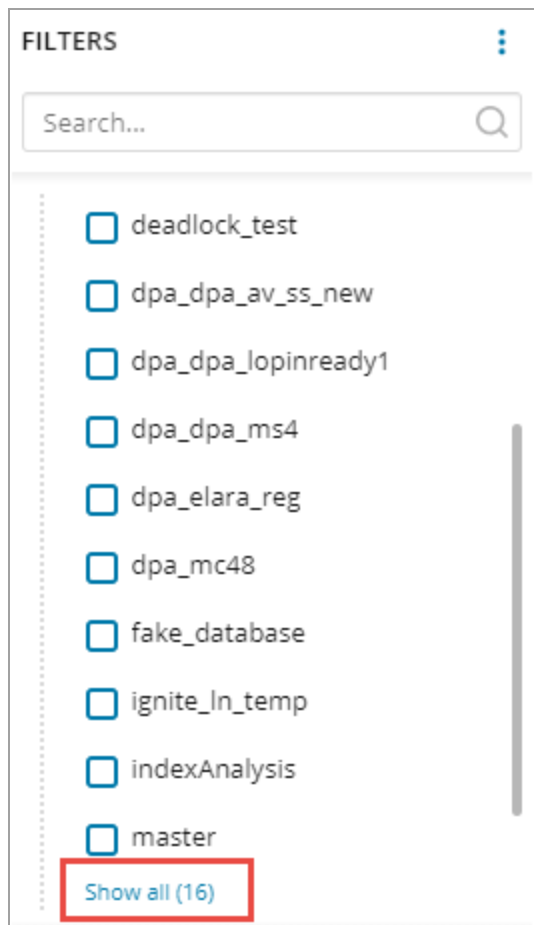 FILTERS
Search...
deadlock_test
dpa_dpa_av_ss_new
dpa_dpa_lopinready1
dpa_dpa_ms4
dpa_elara_reg
dpa_mc48
fake_database
ignite_ln_temp
indexAnalysis
master
Show all (16)